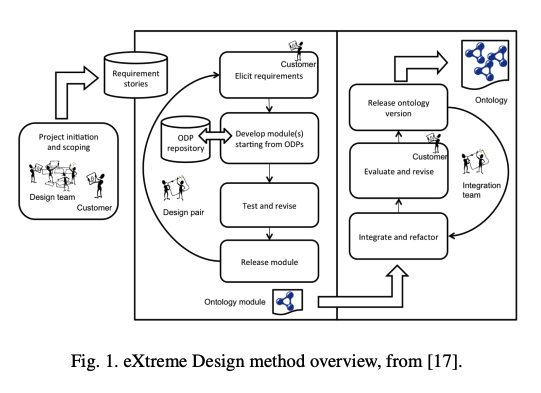 Project initiation
and scoping
Design team
Customer
Requirement
stories
Customer
Elicit requirements
ODP
repository
Develop module(s)
starting from ODPs
Design pair
Test and revise
Release module
Ontology module
Ontology
Release ontology
version
Customer
Evaluate and revise
Integration
team
Integrate and refactor
Fig. 1. eXtreme Design method overview, from [17].